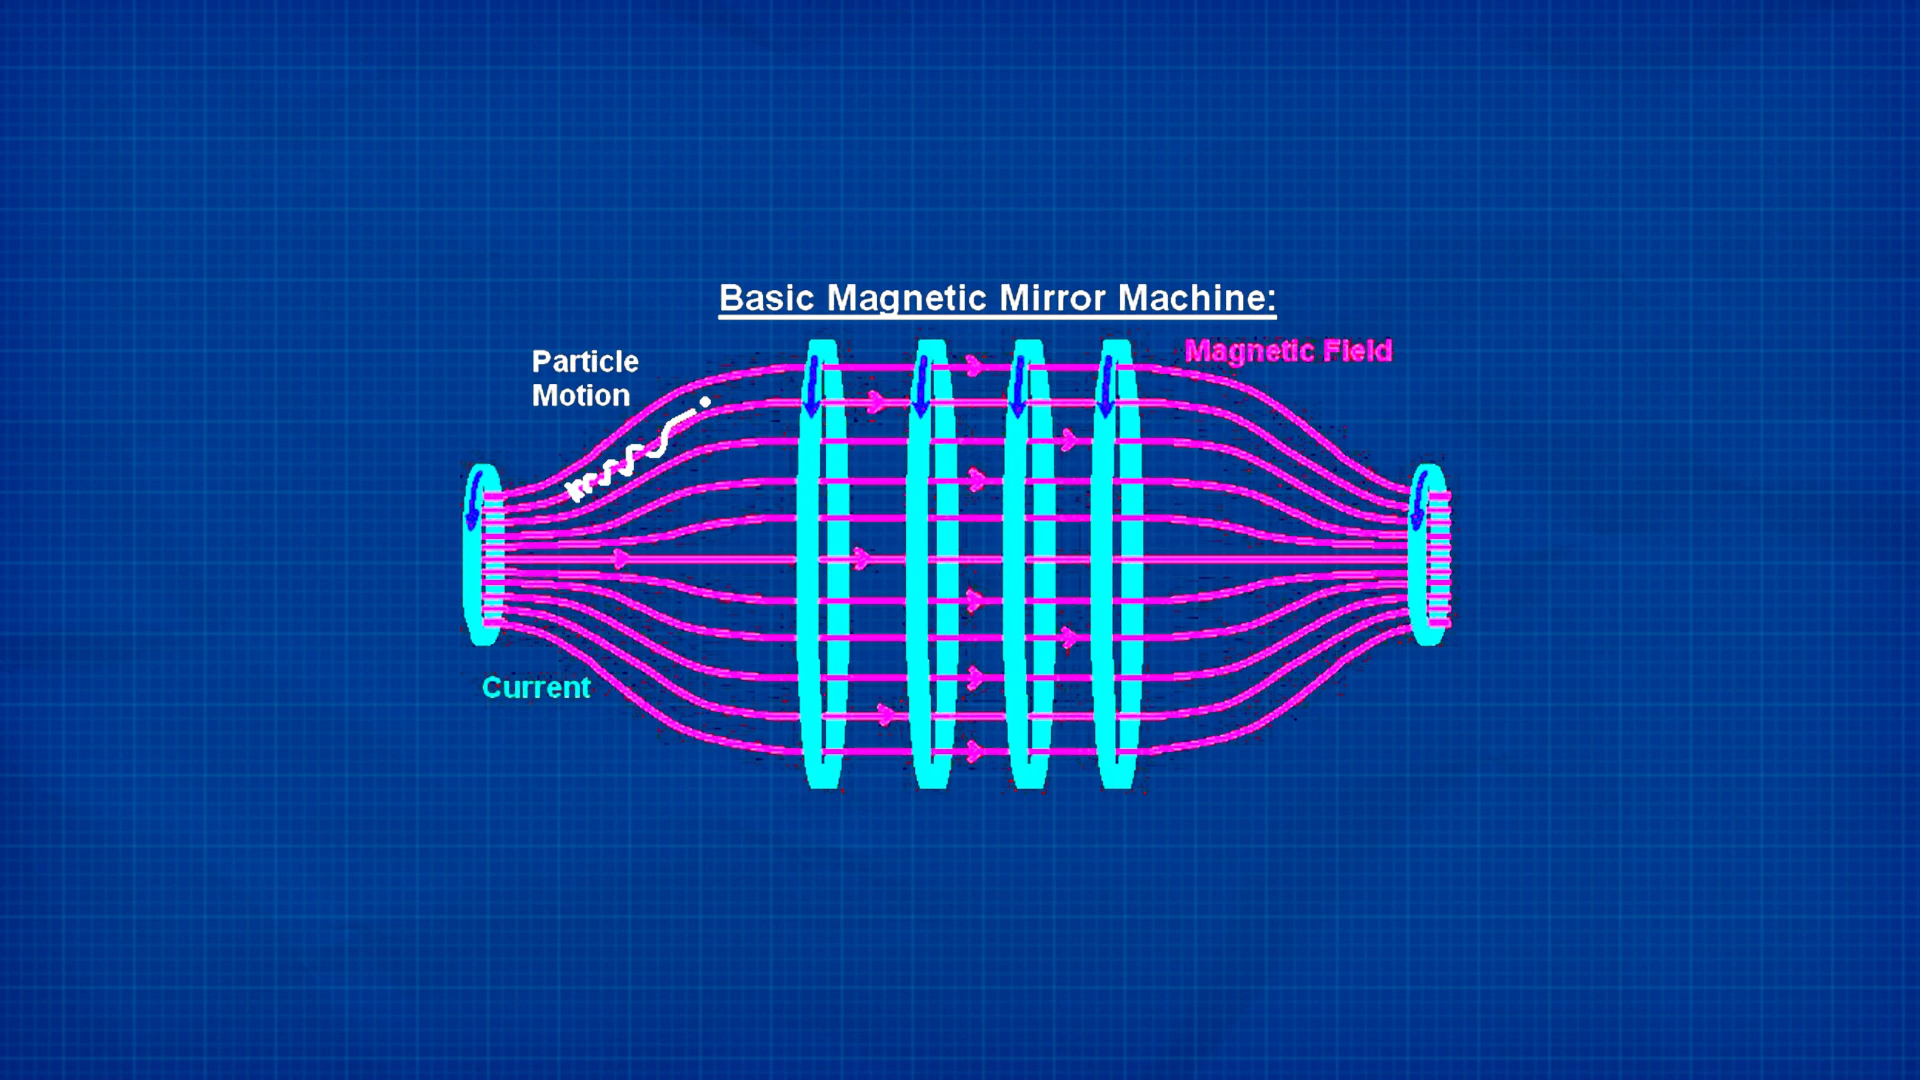 Basic Magnetic Mirror Machine:
Magnetic Field
Particle
Motion
Current